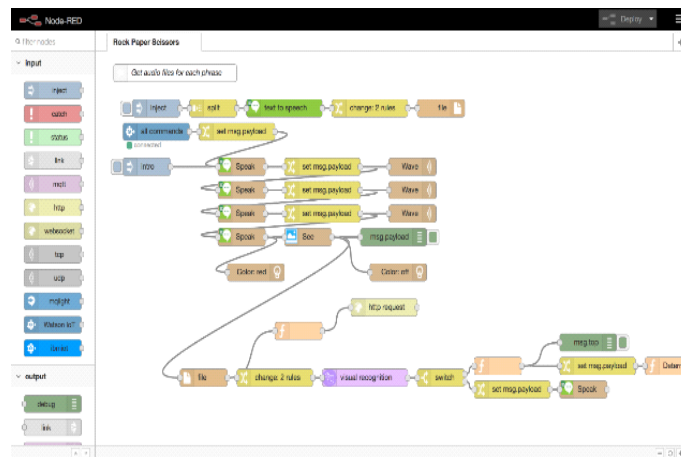 Node-RED
Deploy
filter nodes
Rock Paper Scissors
input
inject
catch
status
link
mqtt
http
websocket
tcp
udp
mqlight
Watson IoT
output
debug
link
Get audio files for each phrase
inject
split
text to speech
change: 2 rules
file
all commands
set msg.payload
connected
intro
Speak
set msg.payload
Wave
Speak
set msg.payload
Wave
Speak
set msg.payload
Wave
Speak
See
msg.payload
Color: red
Color: off
f
http request
msg.top
file
change: 2 rules
visual recognition
switch
f
set msg.payload
f
Determ
set msg.payload
Speak